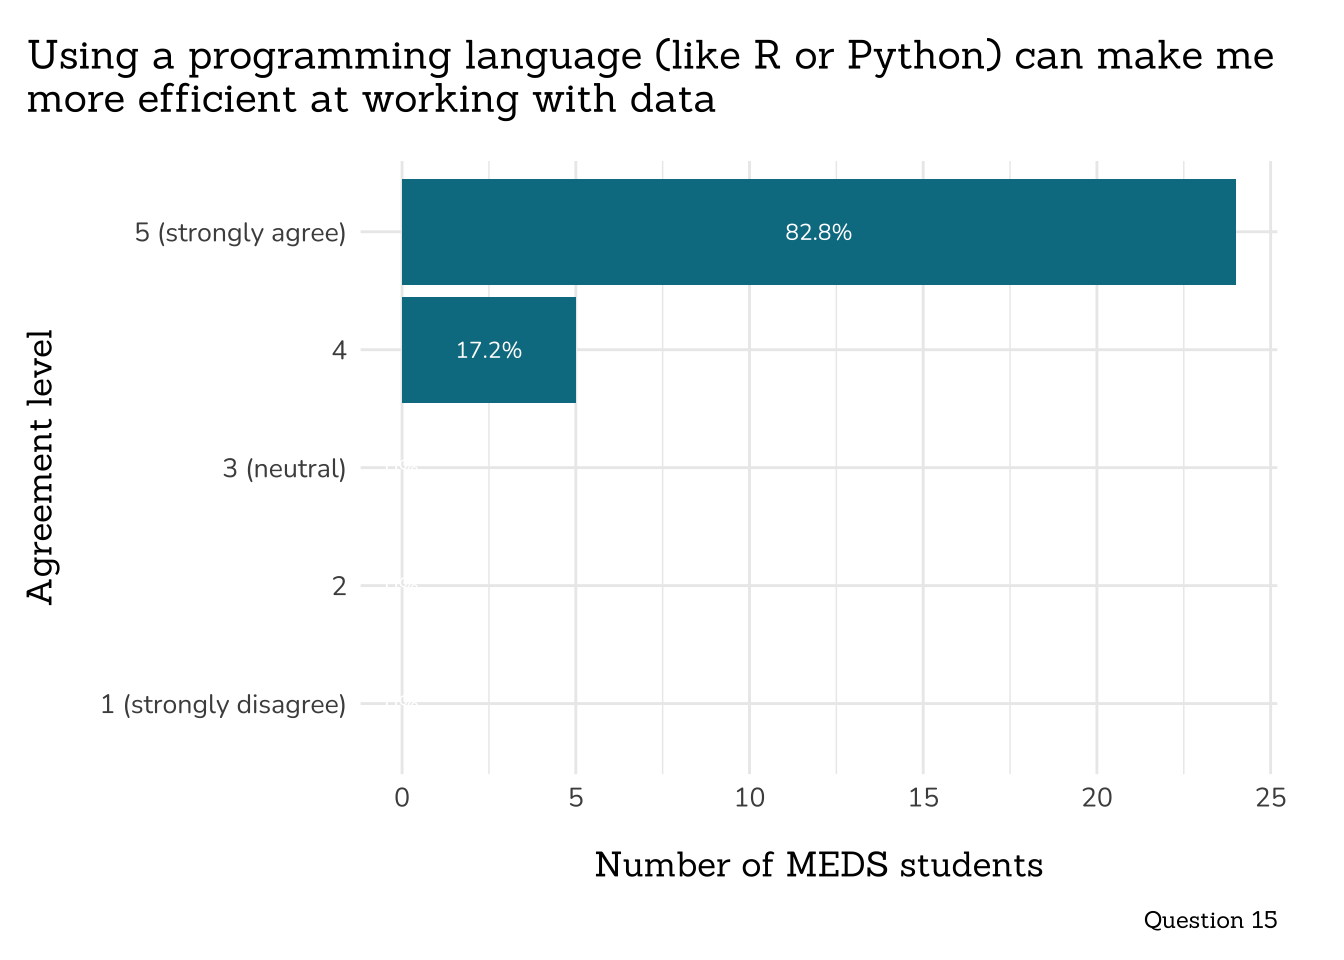 Using a programming language (like R or Python) can make me
more efficient at working with data
Agreement level
5 (strongly agree)
82.8%
4
17.2%
3 (neutral)
2
1 (strongly disagree)
0
5
10
15
20
25
Number of MEDS students
Question 15